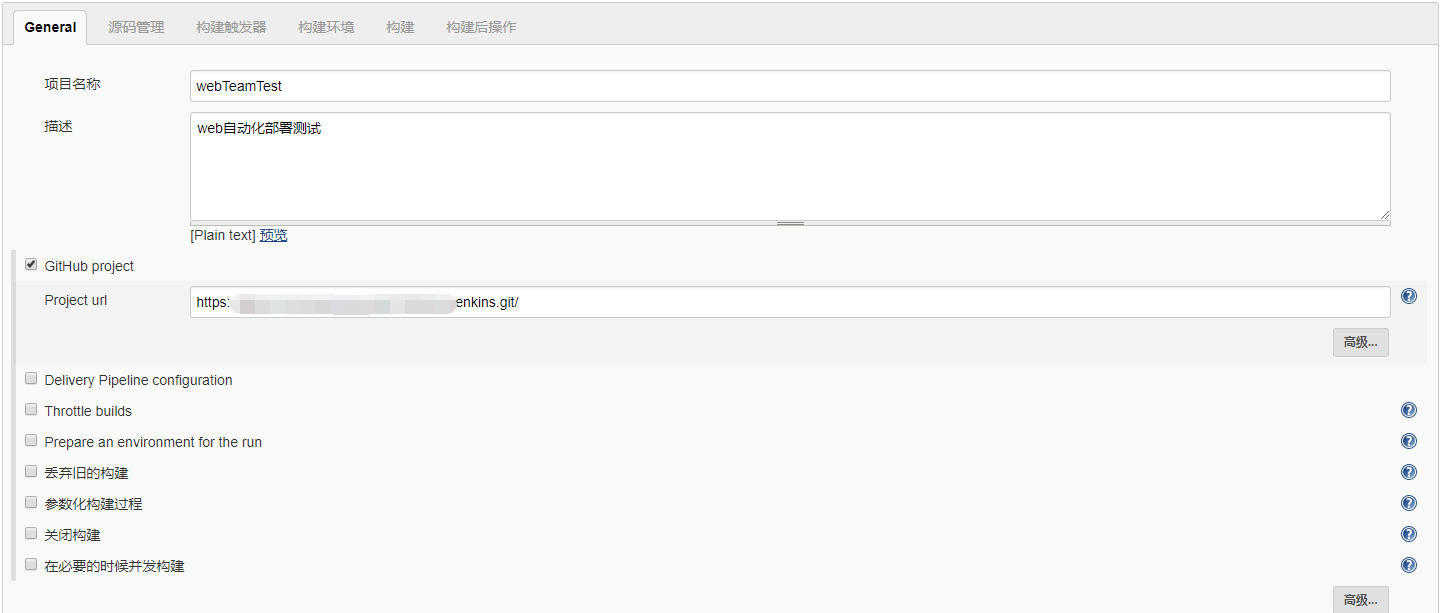 General 源码管理 构建触发器 构建环境 构建 构建后操作
项目名称 webTeamTest
描述 web自动化部署测试
[Plain text] 预览
GitHub project
Project url https: enkins.git/
高级...
Delivery Pipeline configuration
Throttle builds
Prepare an environment for the run
丢弃旧的构建
参数化构建过程
关闭构建
在必要的时候并发构建
高级...